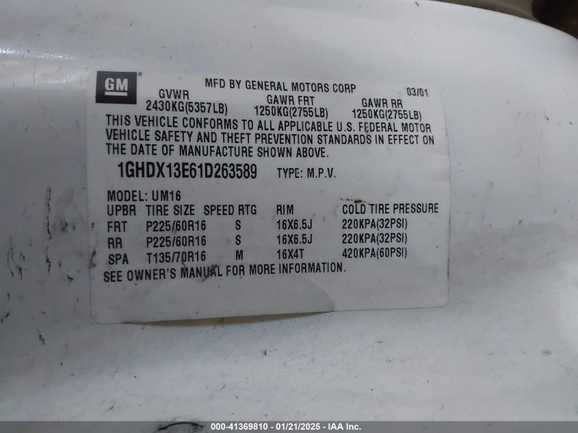 GM
MFD BY GENERAL MOTORS CORP 03/01
GVWR GAWR FRT GAWR RR
2430KG(5357LB) 1250KG(2755LB) 1250KG(2755LB)
THIS VEHICLE CONFORMS TO ALL APPLICABLE U.S. FEDERAL MOTOR
VEHICLE SAFETY AND THEFT PREVENTION STANDARDS IN EFFECT ON
THE DATE OF MANUFACTURE SHOWN ABOVE.
1GHDX13E61D263589 TYPE: M.P.V.
MODEL: UM16
UPBR TIRE SIZE SPEED RTG RIM COLD TIRE PRESSURE
FRT P225/60R16 S 16X6.5J 220KPA(32PSI)
RR P225/60R16 S 16X6.5J 220KPA(32PSI)
SPA T135/70R16 M 16X4T 420KPA(60PSI)
SEE OWNER'S MANUAL FOR MORE INFORMATION.
000-41369810 - 01/21/2025 - IAA Inc.